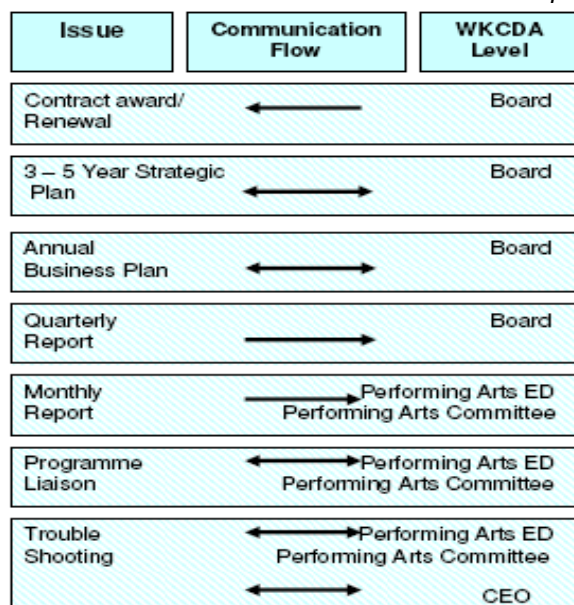 Issue
Communication
Flow
WKCDA
Level
Contract award/
Renewal
Board
3 – 5 Year Strategic
Plan
Board
Annual
Business Plan
Board
Quarterly
Report
Board
Monthly
Report
Performing Arts ED
Performing Arts Committee
Programme
Liaison
Performing Arts ED
Performing Arts Committee
Trouble
Shooting
Performing Arts ED
Performing Arts Committee
CEO